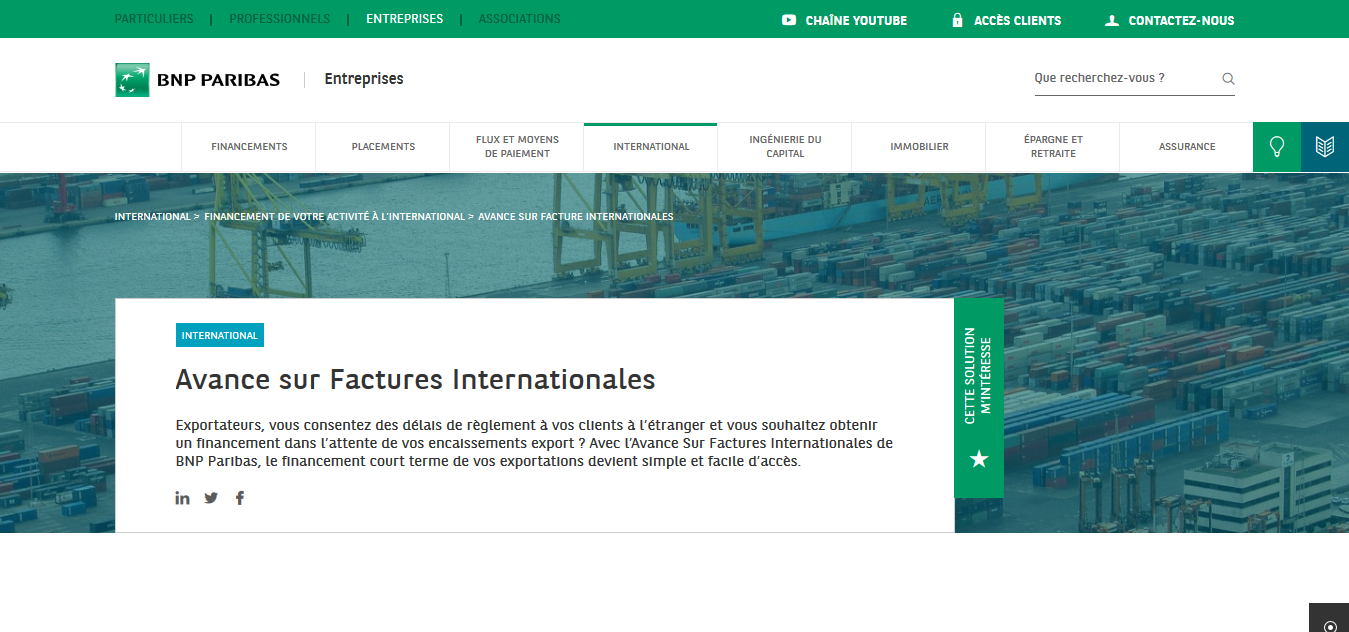 PARTICULIERS | PROFESSIONNELS | ENTREPRISES | ASSOCIATIONS CHAÎNE YOUTUBE ACCÈS CLIENTS CONTACTEZ-NOUS
BNP PARIBAS | Entreprises Que recherchez-vous ?
FINANCEMENTS
PLACEMENTS
FLUX ET MOYENS
DE PAIEMENT
INTERNATIONAL
INGÉNIERIE DU
CAPITAL
IMMOBILIER
ÉPARGNE ET
RETRAITE
ASSURANCE
INTERNATIONAL > FINANCEMENT DE VOTRE ACTIVITÉ À L'INTERNATIONAL > AVANCE SUR FACTURE INTERNATIONALES
INTERNATIONAL
Avance sur Factures Internationales
Exportateurs, vous consentez des délais de règlement à vos clients à l'étranger et vous souhaitez obtenir
un financement dans l'attente de vos encaissements export ? Avec l'Avance Sur Factures Internationales de
BNP Paribas, le financement court terme de vos exportations devient simple et facile d'accès.
CETTE SOLUTION
M'INTÉRESSE